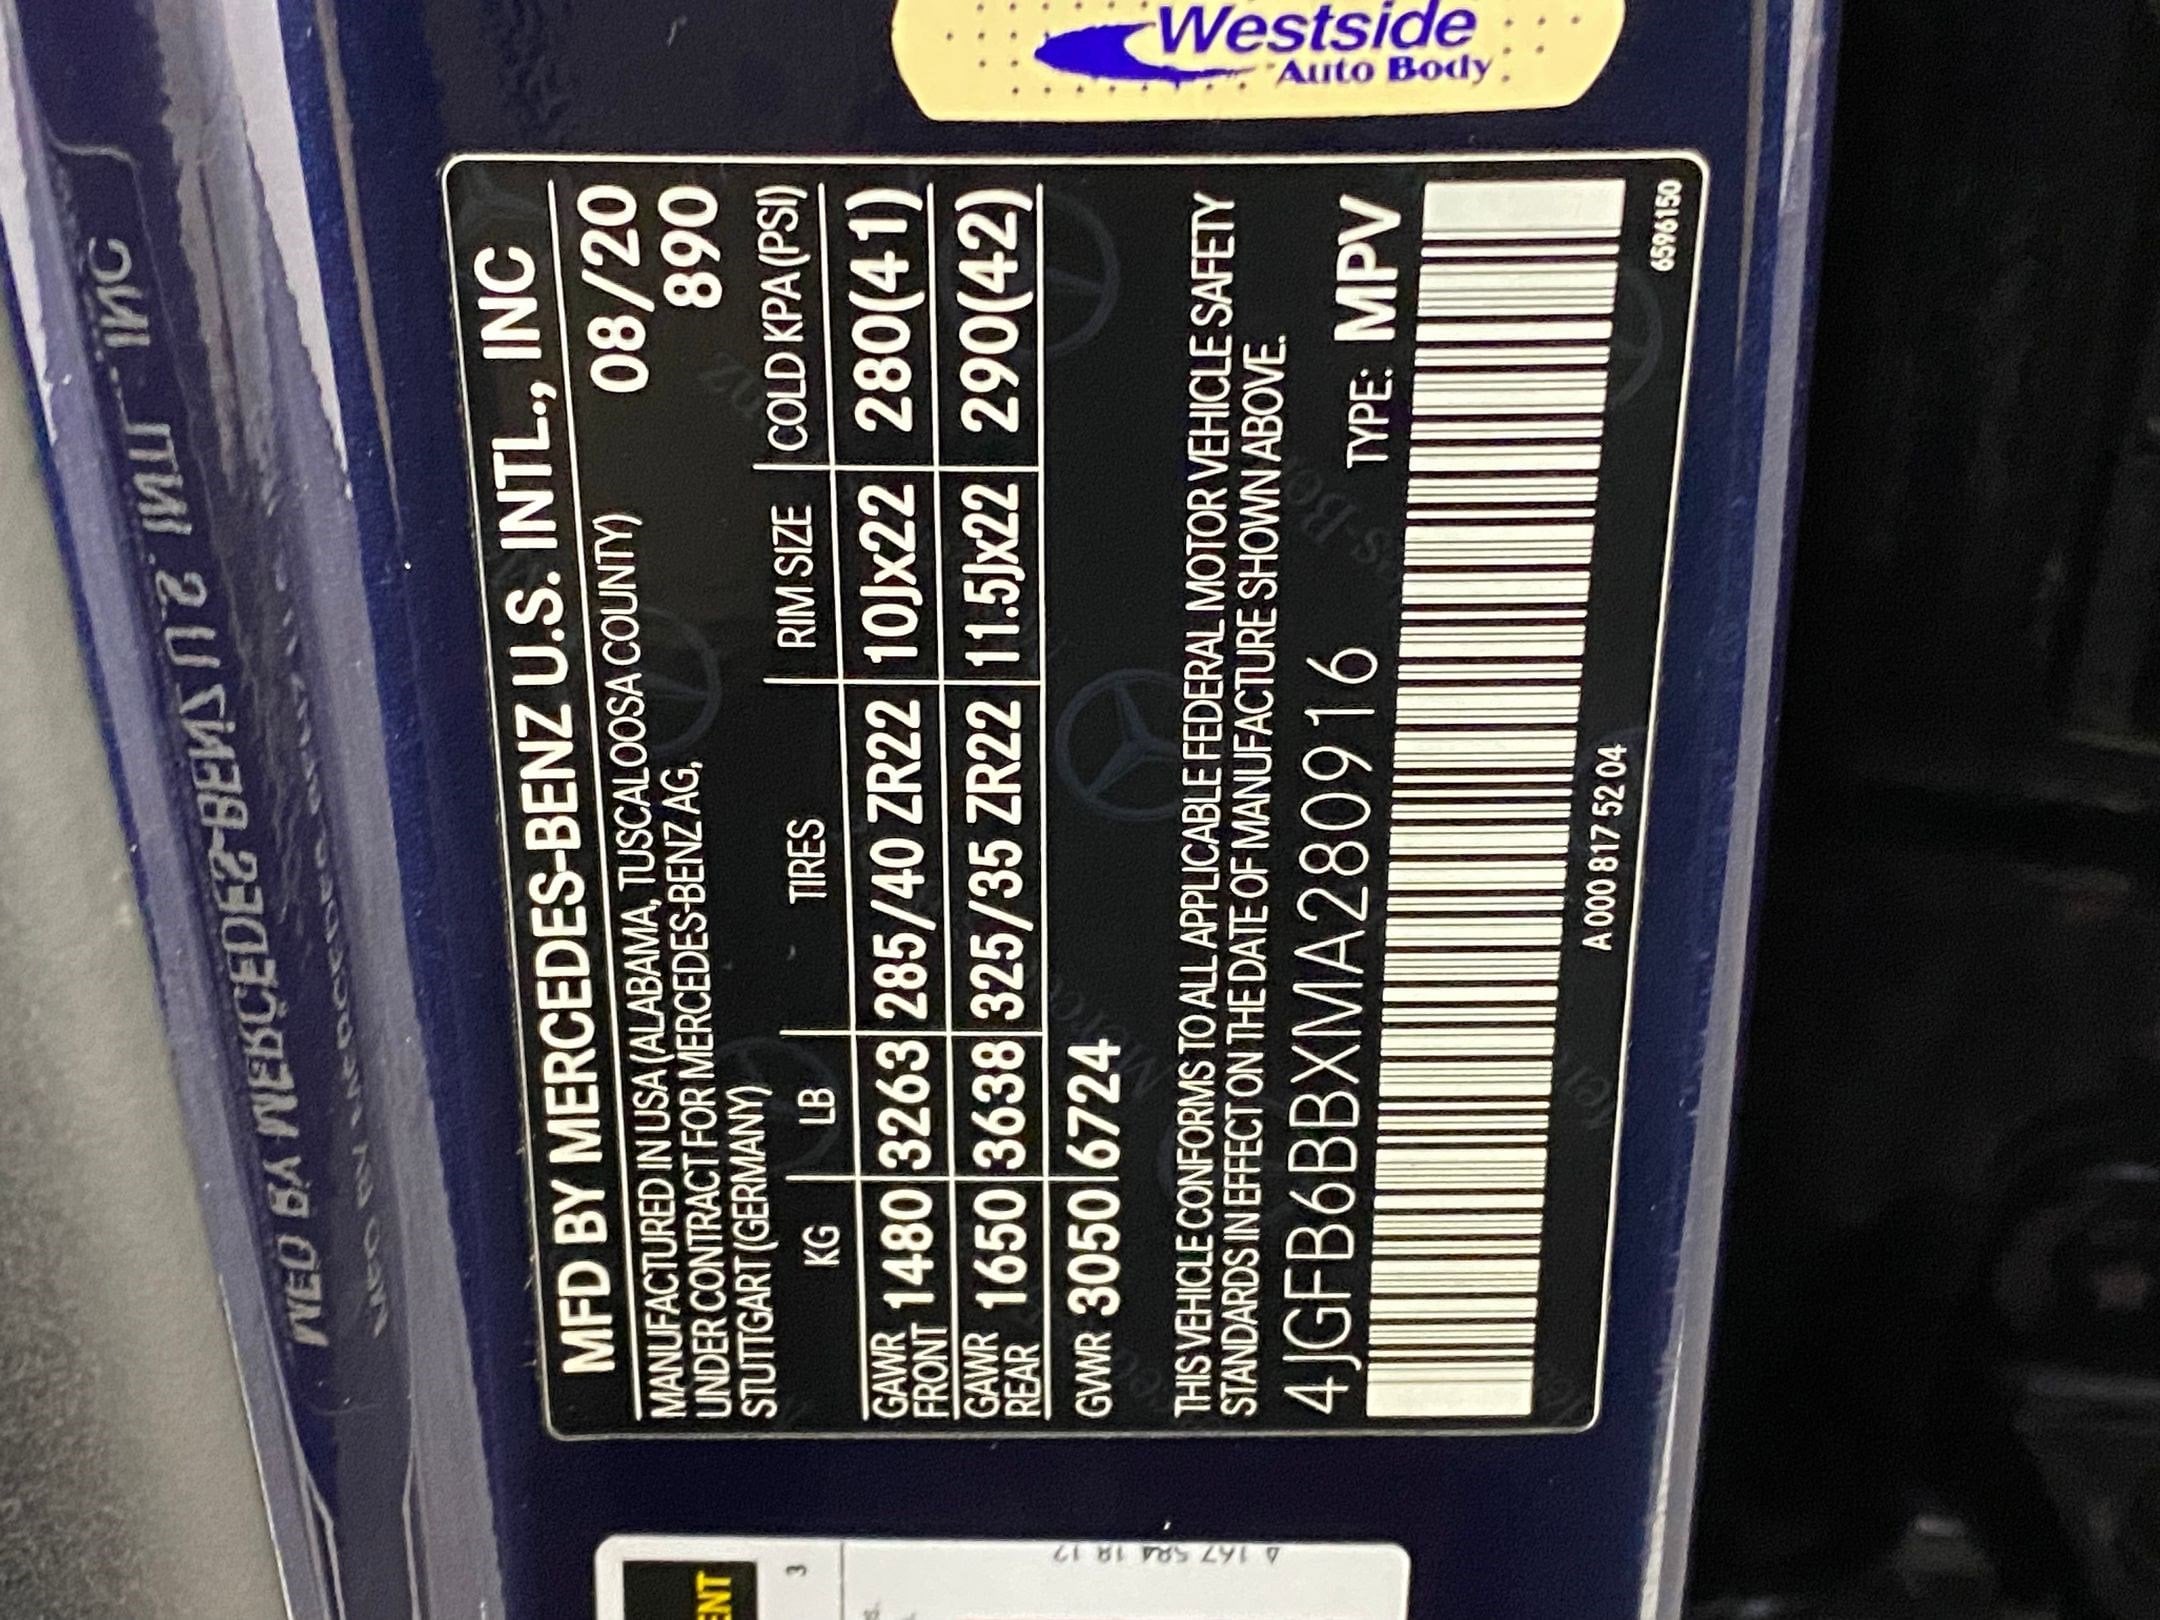 Westside
Auto Body
MFD BY MERCEDES-BENZ U.S. INTL., INC
MANUFACTURED IN USA (ALABAMA, TUSCALOOSA COUNTY) 08/20
UNDER CONTRACT FOR MERCEDES-BENZ AG, 890
STUTTGART (GERMANY)
KG LB TIRES RIM SIZE COLD KPA (PSI)
GAWR FRONT 1480 3263 285/40 ZR22 10Jx22 280(41)
GAWR REAR 1650 3638 325/35 ZR22 11.5Jx22 290(42)
GVWR 3050 6724
THIS VEHICLE CONFORMS TO ALL APPLICABLE FEDERAL MOTOR VEHICLE SAFETY
STANDARDS IN EFFECT ON THE DATE OF MANUFACTURE SHOWN ABOVE.
4JGFB6BBXMA280916 TYPE: MPV
A 000 817 52 04 6596150
ENT
3
A 167 584 18 17